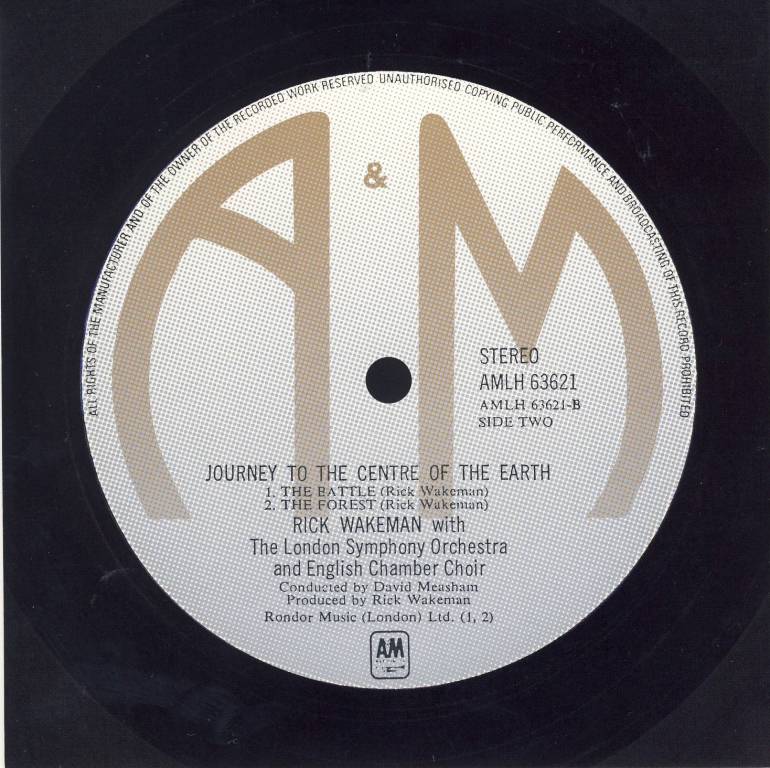 ALL RIGHTS OF THE MANUFACTURER AND OF THE OWNER OF THE RECORDED WORK RESERVED UNAUTHORISED COPYING PUBLIC PERFORMANCE AND BROADCASTING OF THIS RECORD PROHIBITED
A & M
STEREO
AMLH 63621
AMLH 63621-B
SIDE TWO
JOURNEY TO THE CENTRE OF THE EARTH
1. THE BATTLE (Rick Wakeman)
2. THE FOREST (Rick Wakeman)
RICK WAKEMAN with
The London Symphony Orchestra
and English Chamber Choir
Conducted by David Measham
Produced by Rick Wakeman
Rondor Music (London) Ltd. (1, 2)
AM